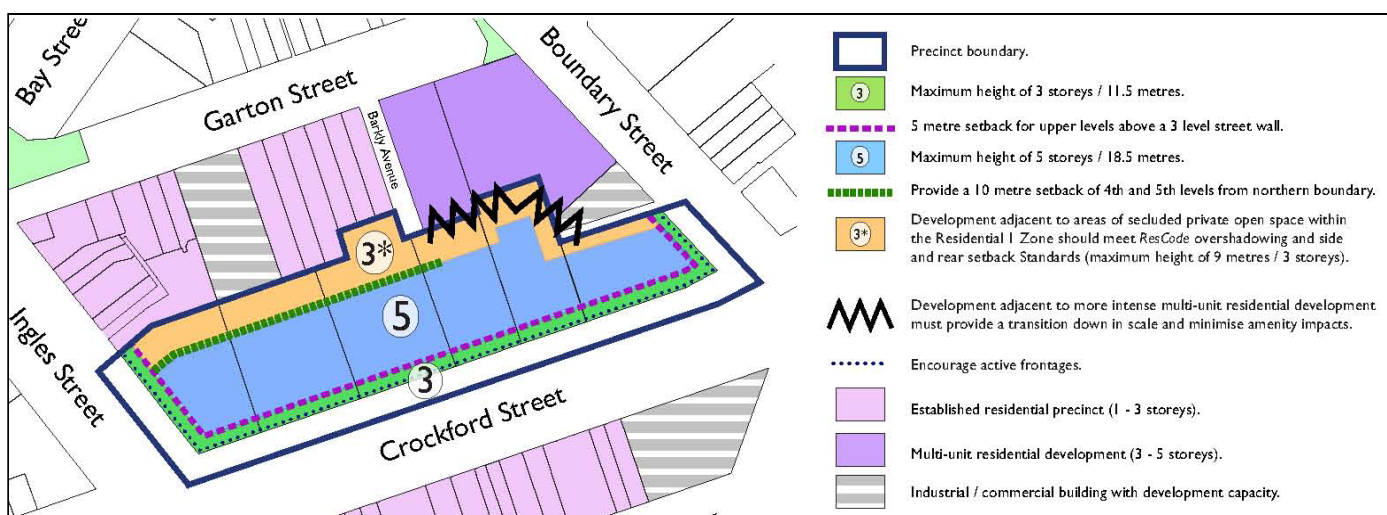 Bay Street
Garton Street
Boundary Street
Barkly Avenue
3*
5
3
Ingles Street
Crockford Street
Precinct boundary.
3
Maximum height of 3 storeys / 11.5 metres.
5 metre setback for upper levels above a 3 level street wall.
5
Maximum height of 5 storeys / 18.5 metres.
Provide a 10 metre setback of 4th and 5th levels from northern boundary.
3*
Development adjacent to areas of secluded private open space within
the Residential 1 Zone should meet ResCode overshadowing and side
and rear setback Standards (maximum height of 9 metres / 3 storeys).
Development adjacent to more intense multi-unit residential development
must provide a transition down in scale and minimise amenity impacts.
Encourage active frontages.
Established residential precinct (1 - 3 storeys).
Multi-unit residential development (3 - 5 storeys).
Industrial / commercial building with development capacity.